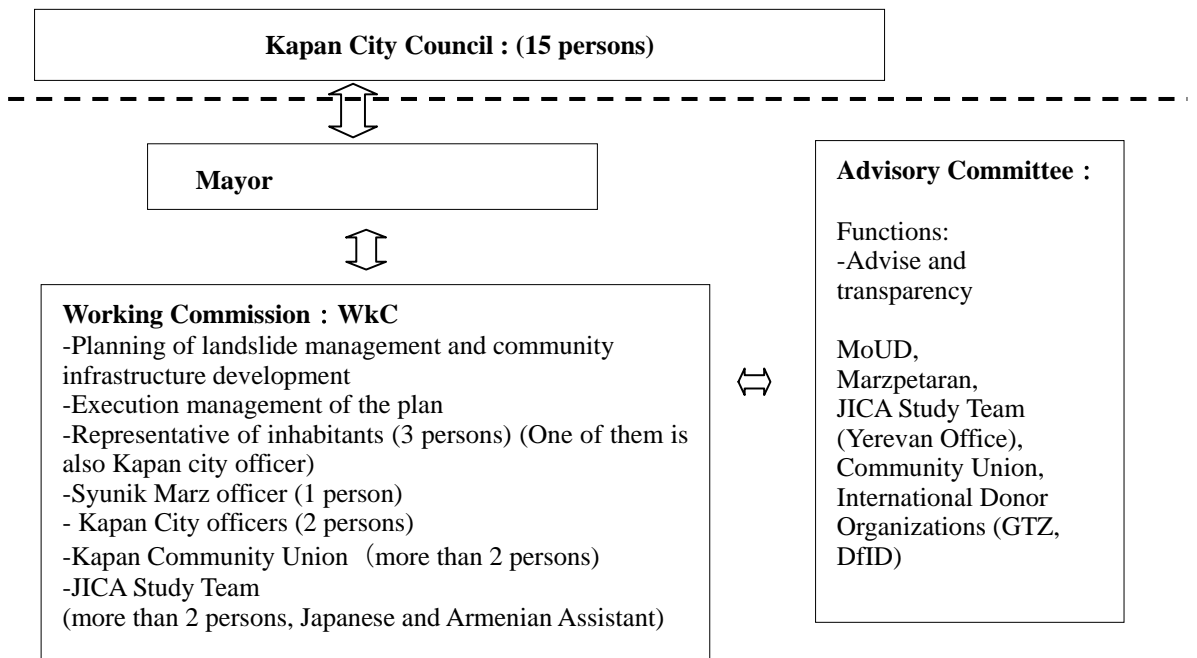 Kapan City Council : (15 persons)
Mayor
Working Commission：WkC
-Planning of landslide management and community
infrastructure development
-Execution management of the plan
-Representative of inhabitants (3 persons) (One of them is
also Kapan city officer)
-Syunik Marz officer (1 person)
- Kapan City officers (2 persons)
-Kapan Community Union（more than 2 persons)
-JICA Study Team
(more than 2 persons, Japanese and Armenian Assistant)
Advisory Committee：
Functions:
-Advise and
transparency
MoUD,
Marzpetaran,
JICA Study Team
(Yerevan Office),
Community Union,
International Donor
Organizations (GTZ,
DfID)